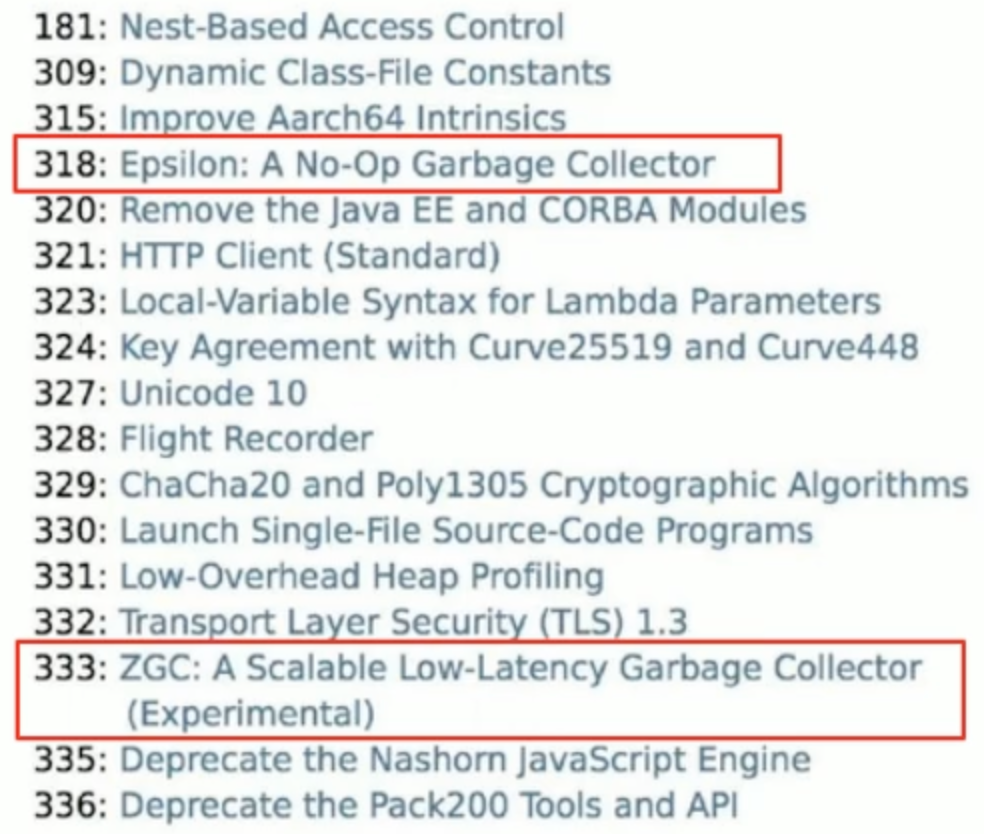 181: Nest-Based Access Control
309: Dynamic Class-File Constants
315: Improve Aarch64 Intrinsics
318: Epsilon: A No-Op Garbage Collector
320: Remove the Java EE and CORBA Modules
321: HTTP Client (Standard)
323: Local-Variable Syntax for Lambda Parameters
324: Key Agreement with Curve25519 and Curve448
327: Unicode 10
328: Flight Recorder
329: ChaCha20 and Poly1305 Cryptographic Algorithms
330: Launch Single-File Source-Code Programs
331: Low-Overhead Heap Profiling
332: Transport Layer Security (TLS) 1.3
333: ZGC: A Scalable Low-Latency Garbage Collector
(Experimental)
335: Deprecate the Nashorn JavaScript Engine
336: Deprecate the Pack200 Tools and API